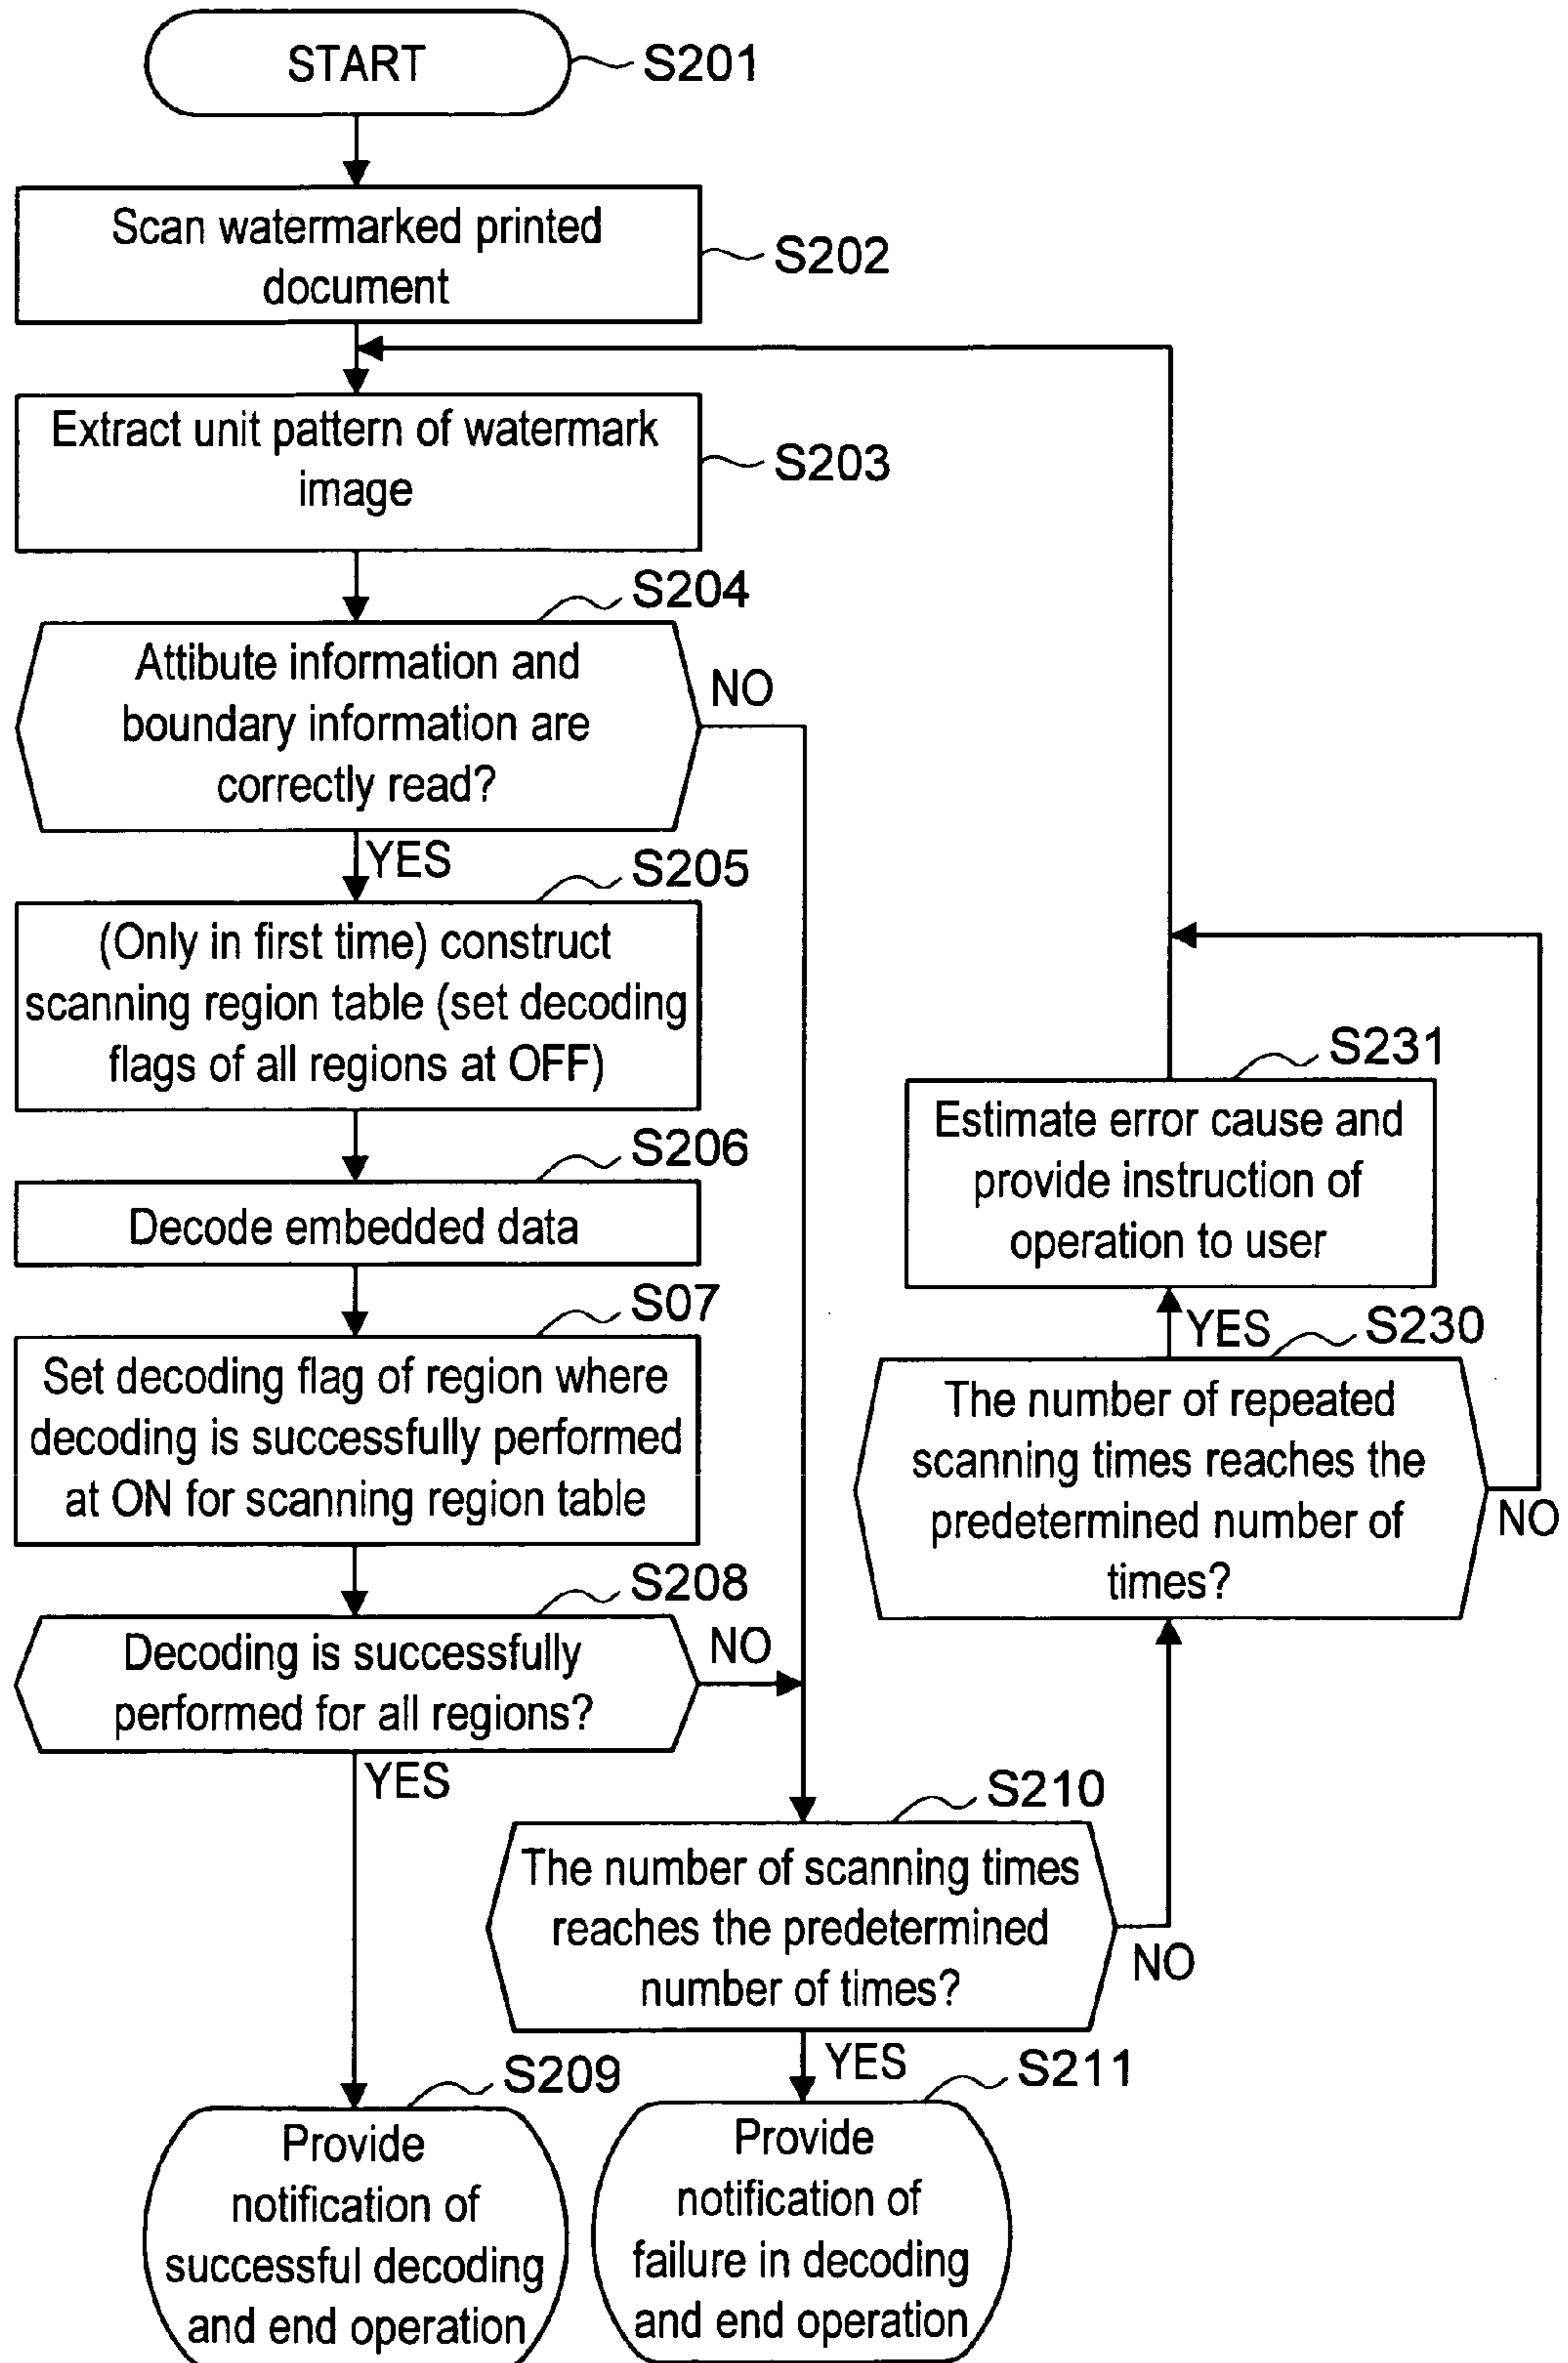 START
S201
Scan watermarked printed
document
S202
Extract unit pattern of watermark
image
S203
S204
Attibute information and
boundary information are
correctly read?
NO
YES
S205
(Only in first time) construct
scanning region table (set decoding
flags of all regions at OFF)
S206
Decode embedded data
S07
Set decoding flag of region where
decoding is successfully performed
at ON for scanning region table
S208
Decoding is successfully
performed for all regions?
NO
YES
S209
Provide
notification of
successful decoding
and end operation
S210
The number of scanning times
reaches the predetermined
number of times?
NO
YES
S211
Provide
notification of
failure in decoding
and end operation
S230
The number of repeated
scanning times reaches the
predetermined number of
times?
NO
YES
S231
Estimate error cause and
provide instruction of
operation to user